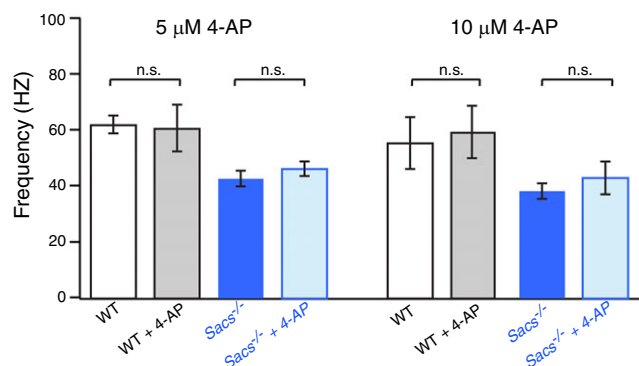 5 µM 4-AP
10 µM 4-AP
Frequency (HZ)
100
80
60
40
20
0
n.s.
n.s.
n.s.
n.s.
WT
WT + 4-AP
Sacs-/-
Sacs-/- + 4-AP
WT
WT + 4-AP
Sacs-/-
Sacs-/- + 4-AP